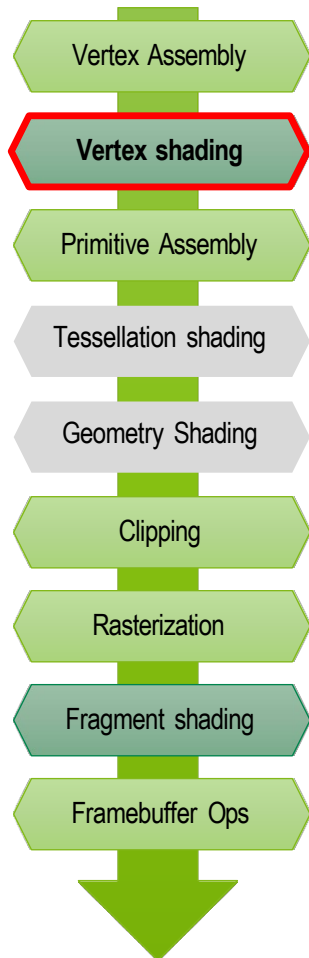 Vertex Assembly
Vertex shading
Primitive Assembly
Tessellation shading
Geometry Shading
Clipping
Rasterization
Fragment shading
Framebuffer Ops